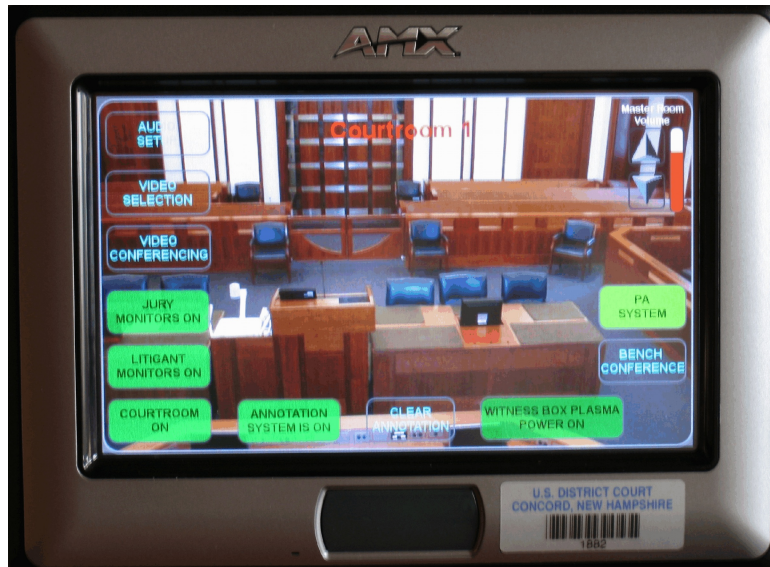 AMX
Courtroom 1
Master Room
Volume
AUDIO
SETUP
VIDEO
SELECTION
VIDEO
CONFERENCING
JURY
MONITORS ON
LITIGANT
MONITORS ON
COURTROOM
ON
ANNOTATION
SYSTEM IS ON
CLEAR
ANNOTATION
WITNESS BOX PLASMA
POWER ON
PA
SYSTEM
BENCH
CONFERENCE
U.S. DISTRICT COURT
CONCORD, NEW HAMPSHIRE
1882